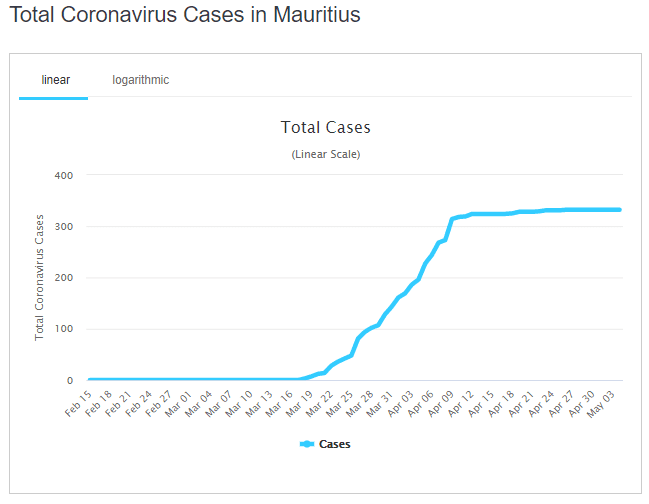 Total Coronavirus Cases in Mauritius
linear logarithmic
Total Cases
(Linear Scale)
Total Coronavirus Cases
400
300
200
100
0
Feb 15 Feb 18 Feb 21 Feb 24 Feb 27 Mar 01 Mar 04 Mar 07 Mar 10 Mar 13 Mar 16 Mar 19 Mar 22 Mar 25 Mar 28 Mar 31 Apr 03 Apr 06 Apr 09 Apr 12 Apr 15 Apr 18 Apr 21 Apr 24 Apr 27 Apr 30 May 03
Cases